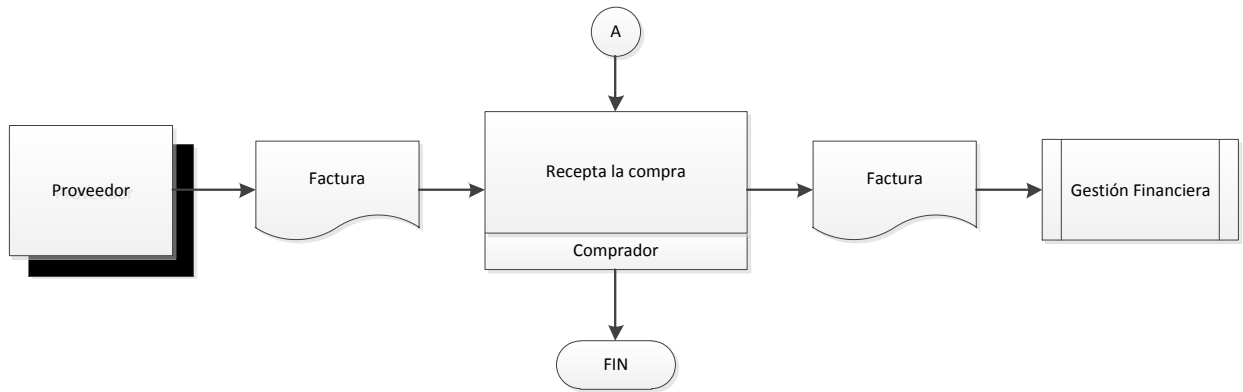 A
Proveedor
Factura
Recepta la compra
Comprador
Factura
Gestión Financiera
FIN